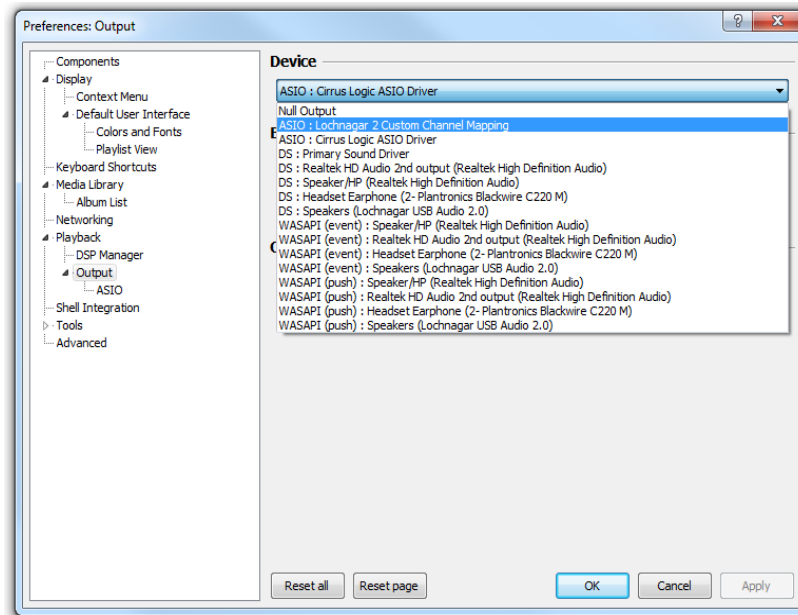 Preferences: Output
Components
Display
Context Menu
Default User Interface
Colors and Fonts
Playlist View
Keyboard Shortcuts
Media Library
Album List
Networking
Playback
DSP Manager
Output
ASIO
Shell Integration
Tools
Advanced
Device
ASIO : Cirrus Logic ASIO Driver
Null Output
ASIO : Lochnagar 2 Custom Channel Mapping
ASIO : Cirrus Logic ASIO Driver
DS : Primary Sound Driver
DS : Realtek HD Audio 2nd output (Realtek High Definition Audio)
DS : Speaker/HP (Realtek High Definition Audio)
DS : Headset Earphone (2- Plantronics Blackwire C220 M)
DS : Speakers (Lochnagar USB Audio 2.0)
WASAPI (event) : Speaker/HP (Realtek High Definition Audio)
WASAPI (event) : Realtek HD Audio 2nd output (Realtek High Definition Audio)
WASAPI (event) : Headset Earphone (2- Plantronics Blackwire C220 M)
WASAPI (event) : Speakers (Lochnagar USB Audio 2.0)
WASAPI (push) : Speaker/HP (Realtek High Definition Audio)
WASAPI (push) : Realtek HD Audio 2nd output (Realtek High Definition Audio)
WASAPI (push) : Headset Earphone (2- Plantronics Blackwire C220 M)
WASAPI (push) : Speakers (Lochnagar USB Audio 2.0)
Reset all
Reset page
OK
Cancel
Apply